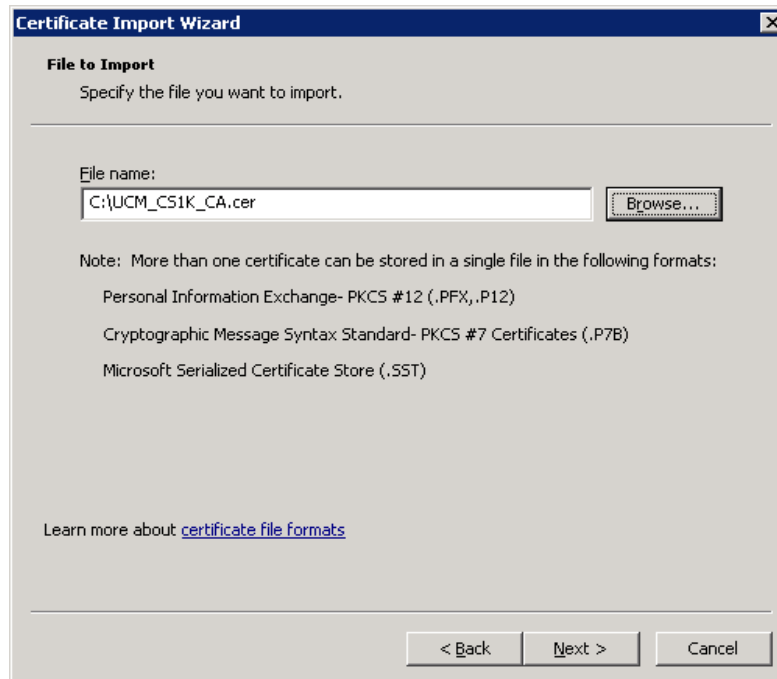 Certificate Import Wizard
File to Import
Specify the file you want to import.
File name:
C:\UCM_CS1K_CA.cer
Browse...
Note: More than one certificate can be stored in a single file in the following formats:
Personal Information Exchange- PKCS #12 (.PFX,.P12)
Cryptographic Message Syntax Standard- PKCS #7 Certificates (.P7B)
Microsoft Serialized Certificate Store (.SST)
Learn more about certificate file formats
< Back
Next >
Cancel